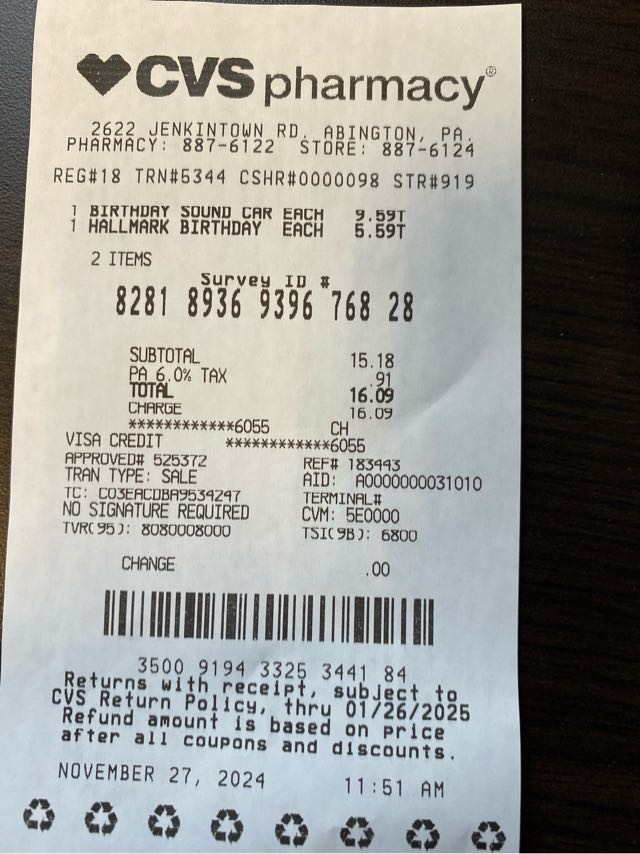 CVS pharmacy®
2622 JENKINTOWN RD. ABINGTON, PA.
PHARMACY: 887-6122 STORE: 887-6124
REG#18 TRN#5344 CSHR#0000098 STR#919
1 BIRTHDAY SOUND CAR EACH 9.59T
1 HALLMARK BIRTHDAY EACH 5.59T
2 ITEMS
Survey ID #
8281 8936 9396 768 28
SUBTOTAL 15.18
PA 6.0% TAX .91
TOTAL 16.09
CHARGE 16.09
************6055 CH
VISA CREDIT ************6055
APPROVED# 525372 REF# 183443
TRAN TYPE: SALE AID: A0000000031010
TC: C03EACDBA9534247 TERMINAL#
NO SIGNATURE REQUIRED CVM: 5E0000
TVR(95): 8080008000 TSI(9B): 6800
CHANGE .00
3500 9194 3325 3441 84
Returns with receipt, subject to
CVS Return Policy, thru 01/26/2025
Refund amount is based on price
after all coupons and discounts.
NOVEMBER 27, 2024 11:51 AM